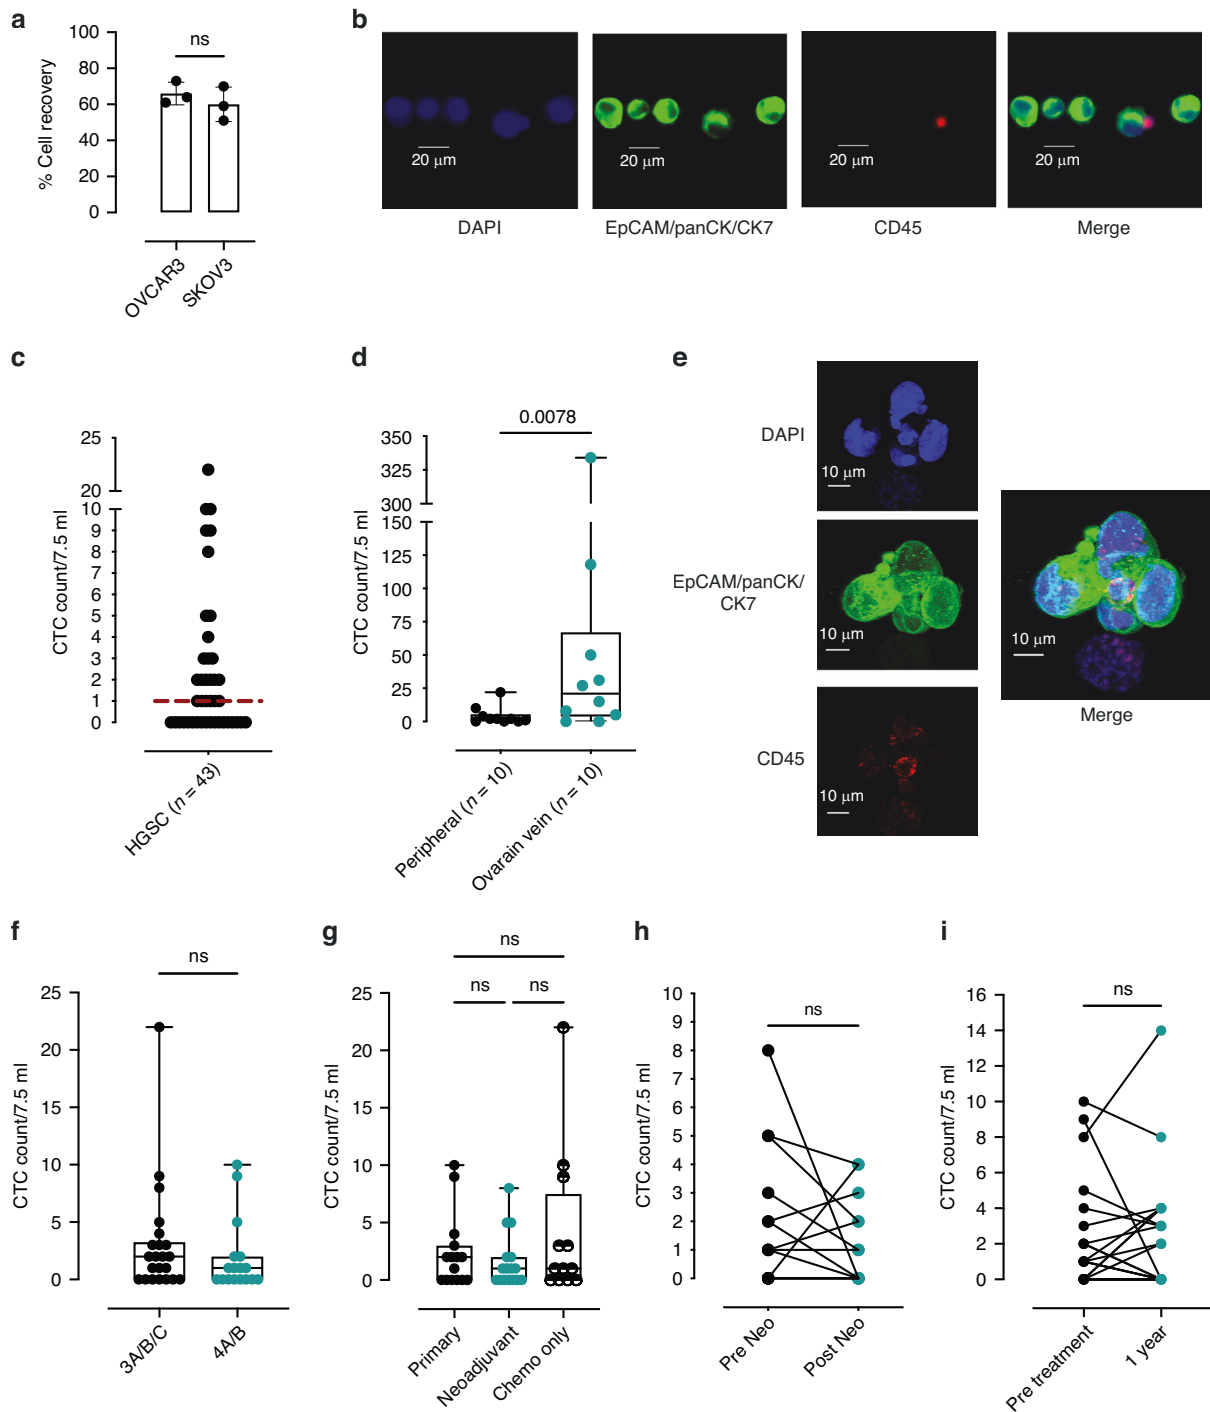 a
ns
100
80
60
40
20
0
% Cell recovery
OVCAR3
SKOV3
b
20 µm
20 µm
20 µm
20 µm
DAPI
EpCAM/panCK/CK7
CD45
Merge
c
25
20
10
9
8
7
6
5
4
3
2
1
0
CTC count/7.5 ml
HGSC (n = 43)
d
0.0078
350
325
300
150
125
100
75
50
25
0
CTC count/7.5 ml
Peripheral (n = 10)
Ovarain vein (n = 10)
e
DAPI
10 µm
EpCAM/panCK/
CK7
10 µm
CD45
10 µm
10 µm
Merge
f
ns
25
20
15
10
5
0
CTC count/7.5 ml
3A/B/C
4A/B
g
ns
ns
ns
25
20
15
10
5
0
CTC count/7.5 ml
Primary
Neoadjuvant
Chemo only
h
ns
10
9
8
7
6
5
4
3
2
1
0
CTC count/7.5 ml
Pre Neo
Post Neo
i
ns
16
14
12
10
8
6
4
2
0
CTC count/7.5 ml
Pre treatment
1 year